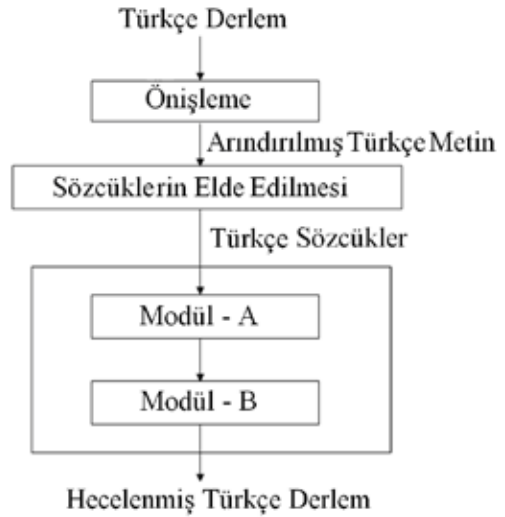 Türkçe Derlem
Önişleme
Arındırılmış Türkçe Metin
Sözcüklerin Elde Edilmesi
Türkçe Sözcükler
Modül - A
Modül - B
Hecelenmiş Türkçe Derlem